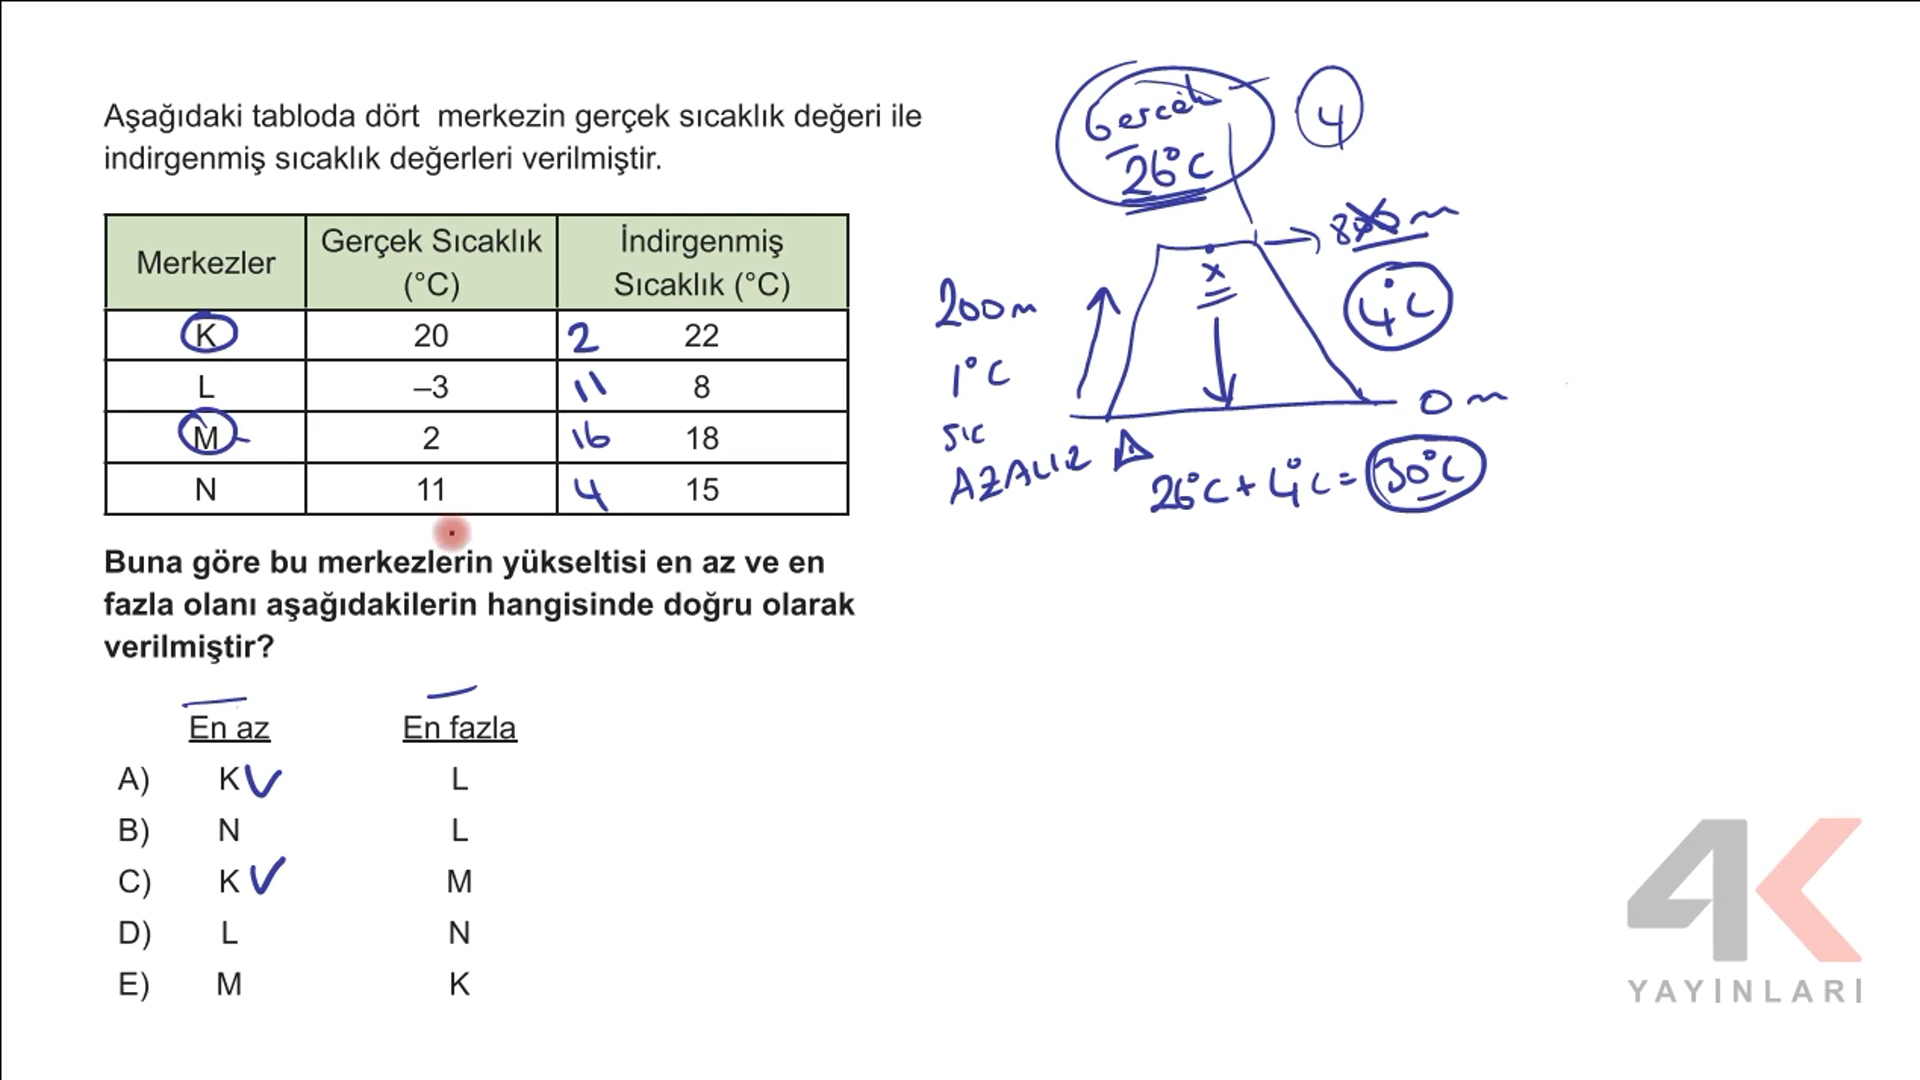 Aşağıdaki tabloda dört merkezin gerçek sıcaklık değeri ile
indirgenmiş sıcaklık değerleri verilmiştir.
Merkezler Gerçek Sıcaklık (°C) İndirgenmiş Sıcaklık (°C)
K 20 2 22
L –3 11 8
M 2 16 18
N 11 4 15
Buna göre bu merkezlerin yükseltisi en az ve en
fazla olanı aşağıdakilerin hangisinde doğru olarak
verilmiştir?
En az En fazla
A) K L
B) N L
C) K M
D) L N
E) M K
Gerçek
26°C
4
800 m
x
4°C
200m
1°C
sıc
AZALIR
0 m
26°C + 4°C = 30°C
4K
YAYINLARI